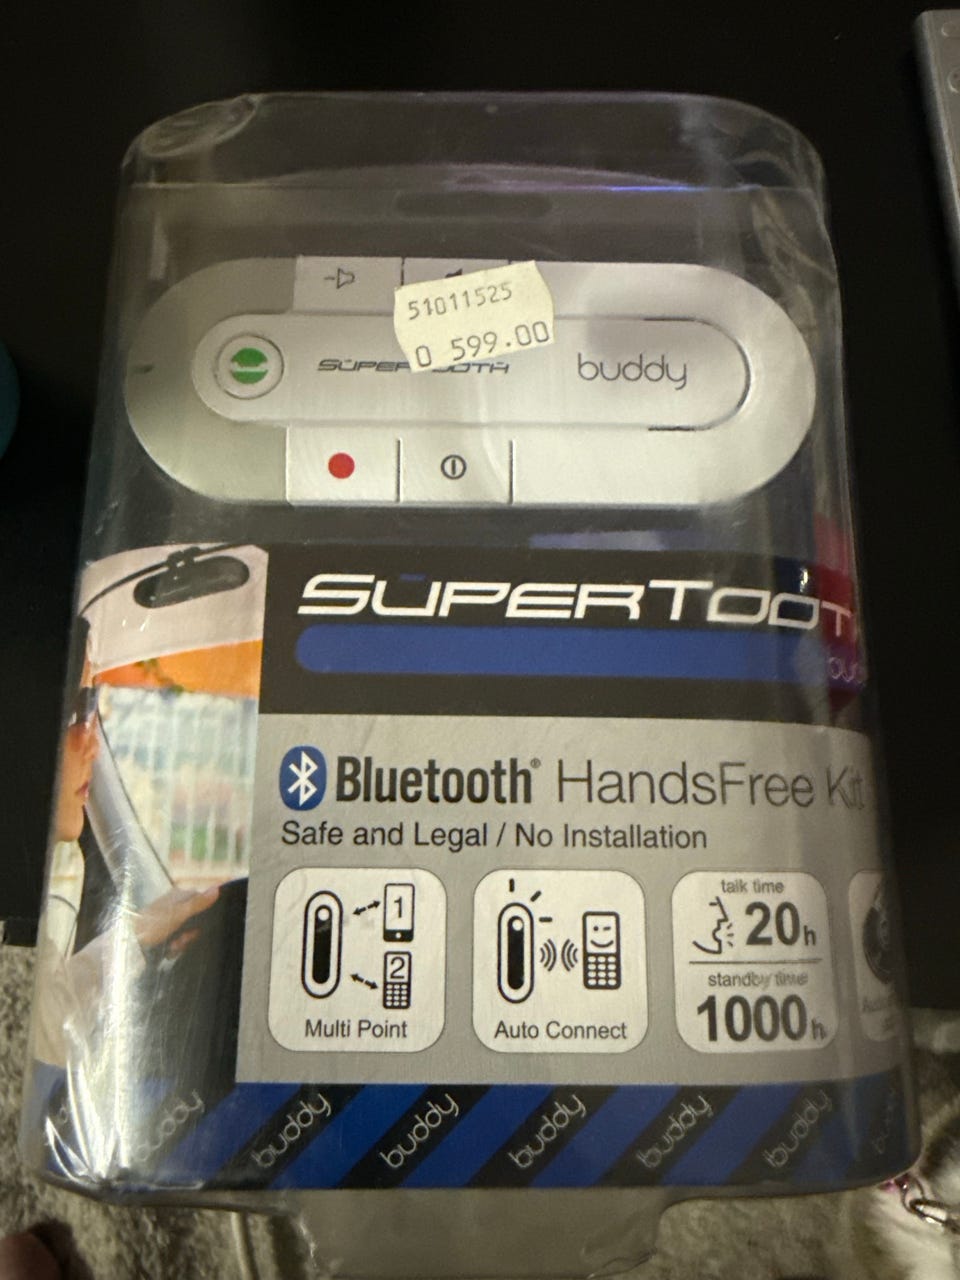 51011525
0 599.00
SUPERTOOTH
buddy
SUPERTOOT
Bluetooth® HandsFree Kit
Safe and Legal / No Installation
1
2
Multi Point
Auto Connect
talk time
20h
standby time
1000h
buddy
buddy
buddy
buddy
buddy
buddy